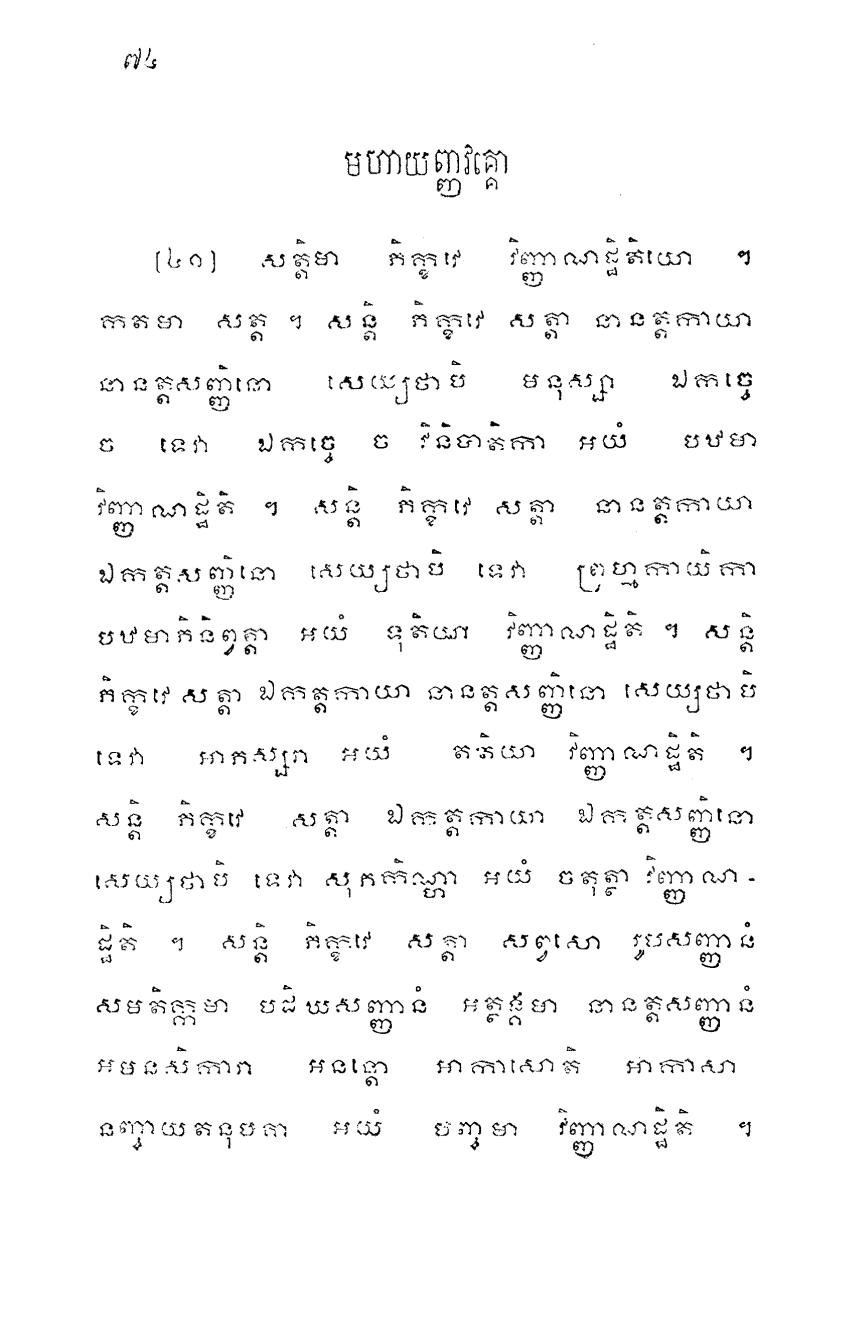 ៧៤
មហាយញ្ញវគ្គោ
[៤១] សត្តិមា ភិក្ខវេ វិញ្ញាណដ្ឋិតិយោ ។
កតមា សត្ត ។ សន្តិ ភិក្ខវេ សត្តា នានត្តកាយា
នានត្តសញ្ញិនោ សេយ្យថាបិ មនុស្សា ឯកច្ចេ
ច ទេវា ឯកច្ចេ ច វិនិបាតិកា អយំ បឋមា
វិញ្ញាណដ្ឋិតិ ។ សន្តិ ភិក្ខវេ សត្តា នានត្តកាយា
ឯកត្តសញ្ញិនោ សេយ្យថាបិ ទេវា ព្រហ្មកាយិកា
បឋមាភិនិព្វត្តា អយំ ទុតិយា វិញ្ញាណដ្ឋិតិ ។ សន្តិ
ភិក្ខវេ សត្តា ឯកត្តកាយា នានត្តសញ្ញិនោ សេយ្យថាបិ
ទេវា អាភស្សរា អយំ តតិយា វិញ្ញាណដ្ឋិតិ ។
សន្តិ ភិក្ខវេ សត្តា ឯកត្តកាយា ឯកត្តសញ្ញិនោ
សេយ្យថាបិ ទេវា សុភកិណ្ហា អយំ ចតុត្ថា វិញ្ញាណ-
ដ្ឋិតិ ។ សន្តិ ភិក្ខវេ សត្តា សព្វសោ រូបសញ្ញានំ
សមតិក្កមា បដិឃសញ្ញានំ អត្ថង្គមា នានត្តសញ្ញានំ
អមនសិការា អនន្តោ អាកាសោតិ អាកាសា
នញ្ចាយតនុបគា អយំ បញ្ចមា វិញ្ញាណដ្ឋិតិ ។